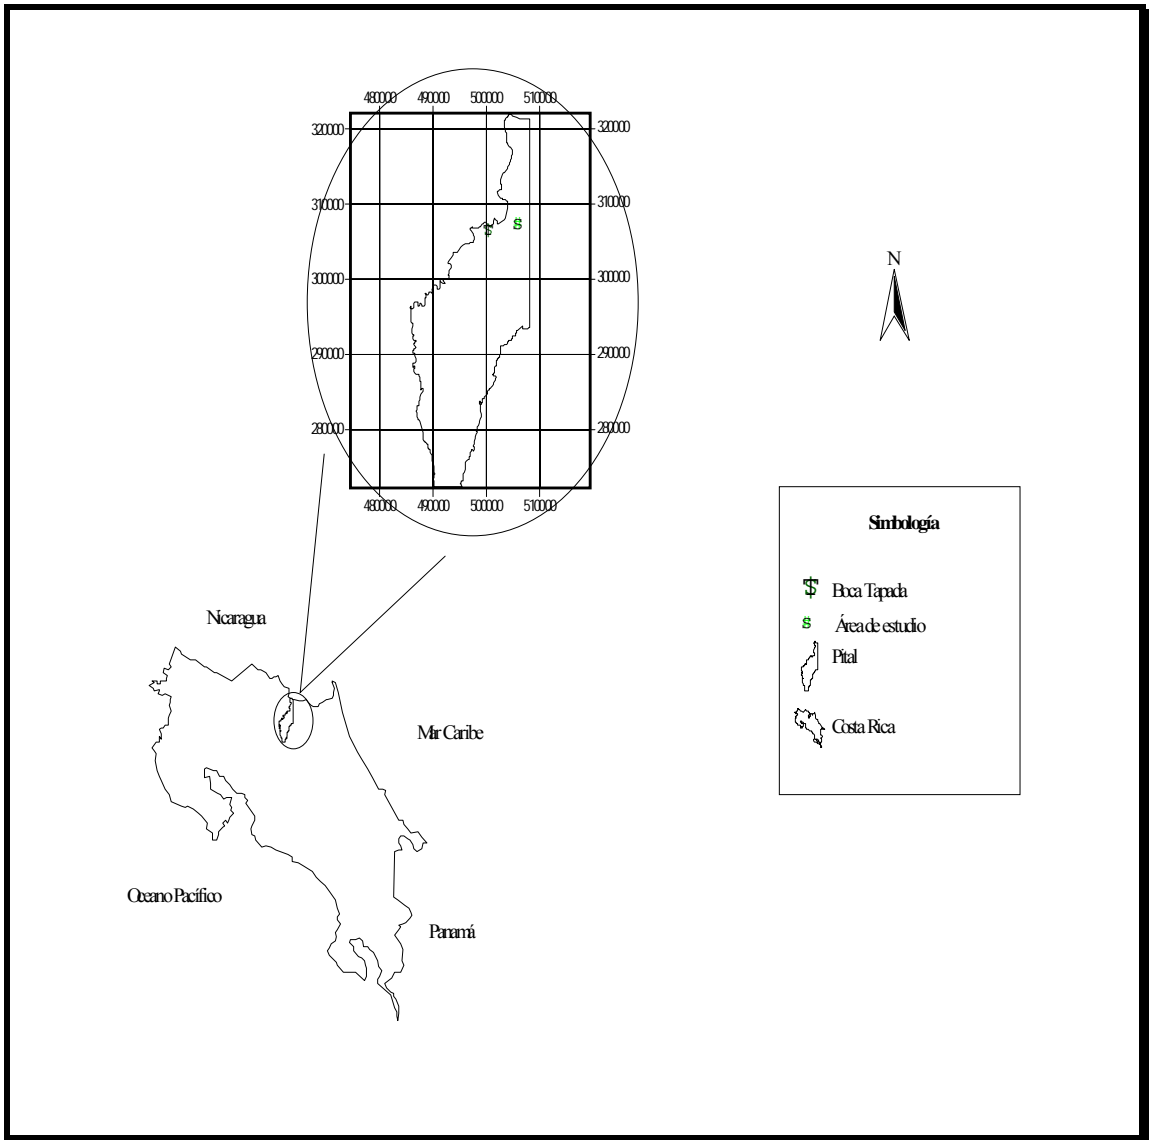 480000 490000 500000 510000
320000 320000
310000 310000
300000 300000
290000 290000
280000 280000
480000 490000 500000 510000
N
Simbología
$ Boca Tapada
s Área de estudio
Pital
Costa Rica
Nicaragua
Mar Caribe
Oceano Pacífico
Panamá
$
s